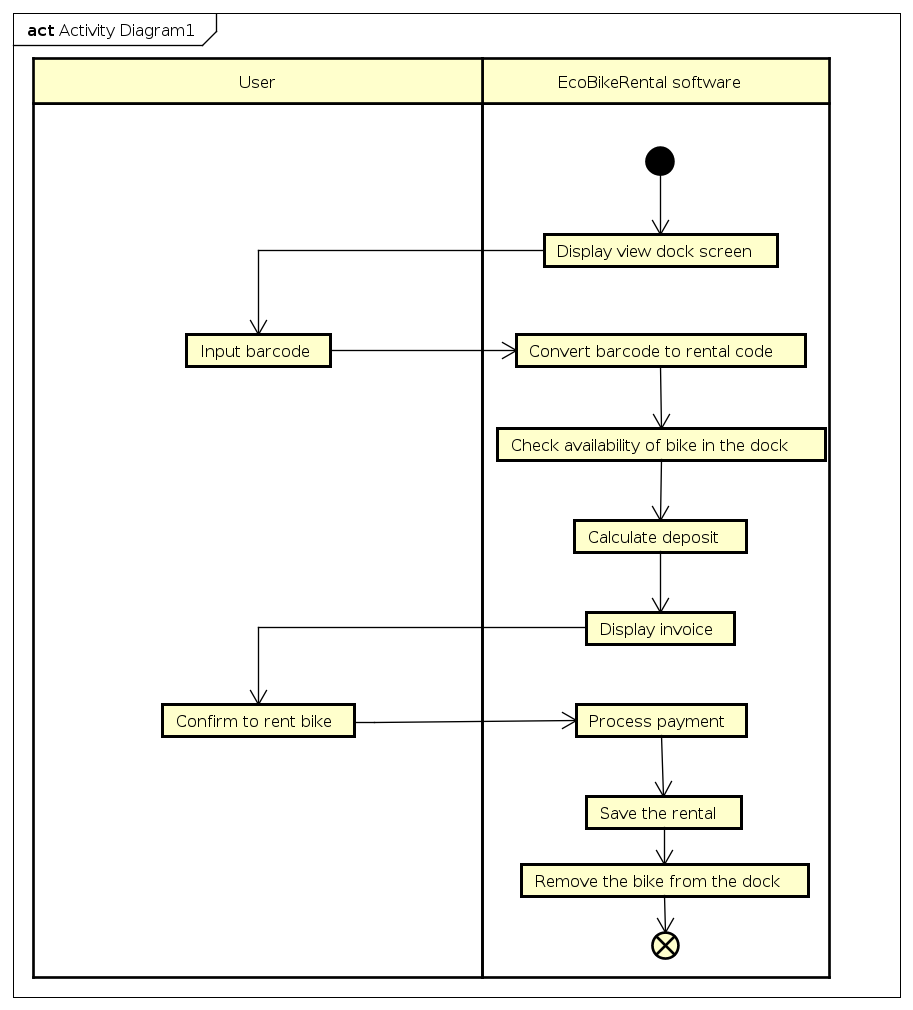 act Activity Diagram1
User
EcoBikeRental software
Display view dock screen
Input barcode
Convert barcode to rental code
Check availability of bike in the dock
Calculate deposit
Display invoice
Confirm to rent bike
Process payment
Save the rental
Remove the bike from the dock